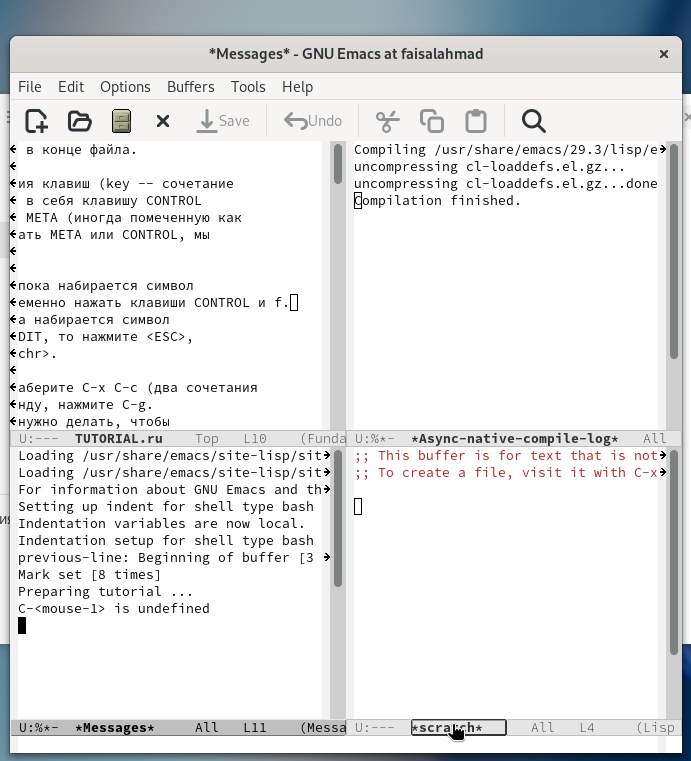 *Messages* - GNU Emacs at faisalahmad
File Edit Options Buffers Tools Help
Save Undo
в конце файла.
ия клавиш (key -- сочетание
в себя клавишу CONTROL
META (иногда помеченную как
ать META или CONTROL, мы
пока набирается символ
еменно нажать клавиши CONTROL и f.
а набирается символ
DIT, то нажмите <ESC>,
chr>.
аберите C-x C-c (два сочетания
нду, нажмите C-g.
нужно делать, чтобы
U:--- TUTORIAL.ru Top L10 (Funda
Compiling /usr/share/emacs/29.3/lisp/e
uncompressing cl-loaddefs.el.gz...
uncompressing cl-loaddefs.el.gz...done
Compilation finished.
U:%*- *Async-native-compile-log* All
Loading /usr/share/emacs/site-lisp/sit
Loading /usr/share/emacs/site-lisp/sit
For information about GNU Emacs and th
Setting up indent for shell type bash
Indentation variables are now local.
Indentation setup for shell type bash
previous-line: Beginning of buffer [3
Mark set [8 times]
Preparing tutorial ...
C-<mouse-1> is undefined
U:%*- *Messages* All L11 (Messa
;; This buffer is for text that is not
;; To create a file, visit it with C-x
U:--- *scratch* All L4 (Lisp